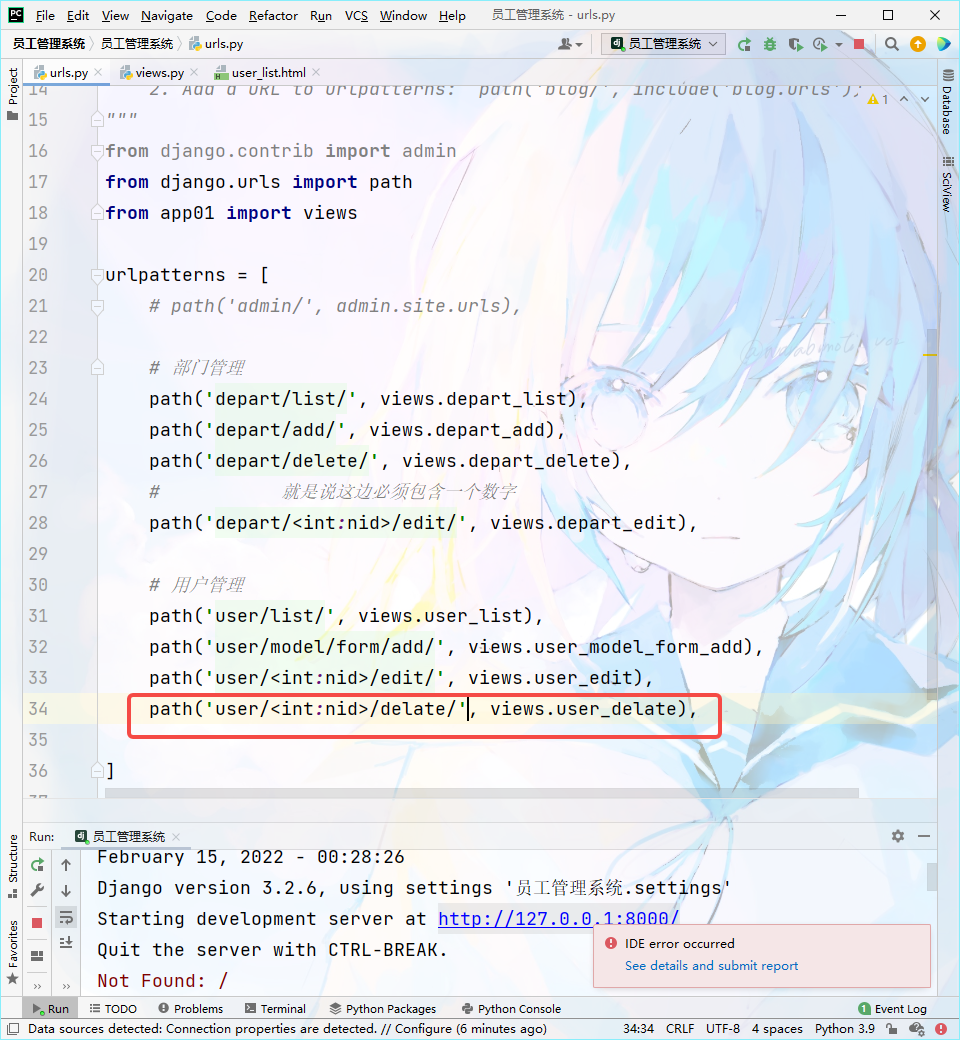 File Edit View Navigate Code Refactor Run VCS Window Help 员工管理系统 - urls.py
员工管理系统 员工管理系统 urls.py 员工管理系统
urls.py views.py user_list.html
Project
Database
SciView
14 2. Add a URL to urlpatterns: path('blog/', include('blog.urls'))
1
15 """
16 from django.contrib import admin
17 from django.urls import path
18 from app01 import views
19
20 urlpatterns = [
21 # path('admin/', admin.site.urls),
22
23 # 部门管理
24 path('depart/list/', views.depart_list),
25 path('depart/add/', views.depart_add),
26 path('depart/delete/', views.depart_delete),
27 # 就是说这边必须包含一个数字
28 path('depart/<int:nid>/edit/', views.depart_edit),
29
30 # 用户管理
31 path('user/list/', views.user_list),
32 path('user/model/form/add/', views.user_model_form_add),
33 path('user/<int:nid>/edit/', views.user_edit),
34 path('user/<int:nid>/delate/', views.user_delate),
35
36 ]
Structure
Favorites
Run: 员工管理系统
February 15, 2022 - 00:28:26
Django version 3.2.6, using settings '员工管理系统.settings'
Starting development server at http://127.0.0.1:8000/
Quit the server with CTRL-BREAK.
Not Found: /
IDE error occurred
See details and submit report
Run TODO Problems Terminal Python Packages Python Console 1 Event Log
Data sources detected: Connection properties are detected. // Configure (6 minutes ago) 34:34 CRLF UTF-8 4 spaces Python 3.9